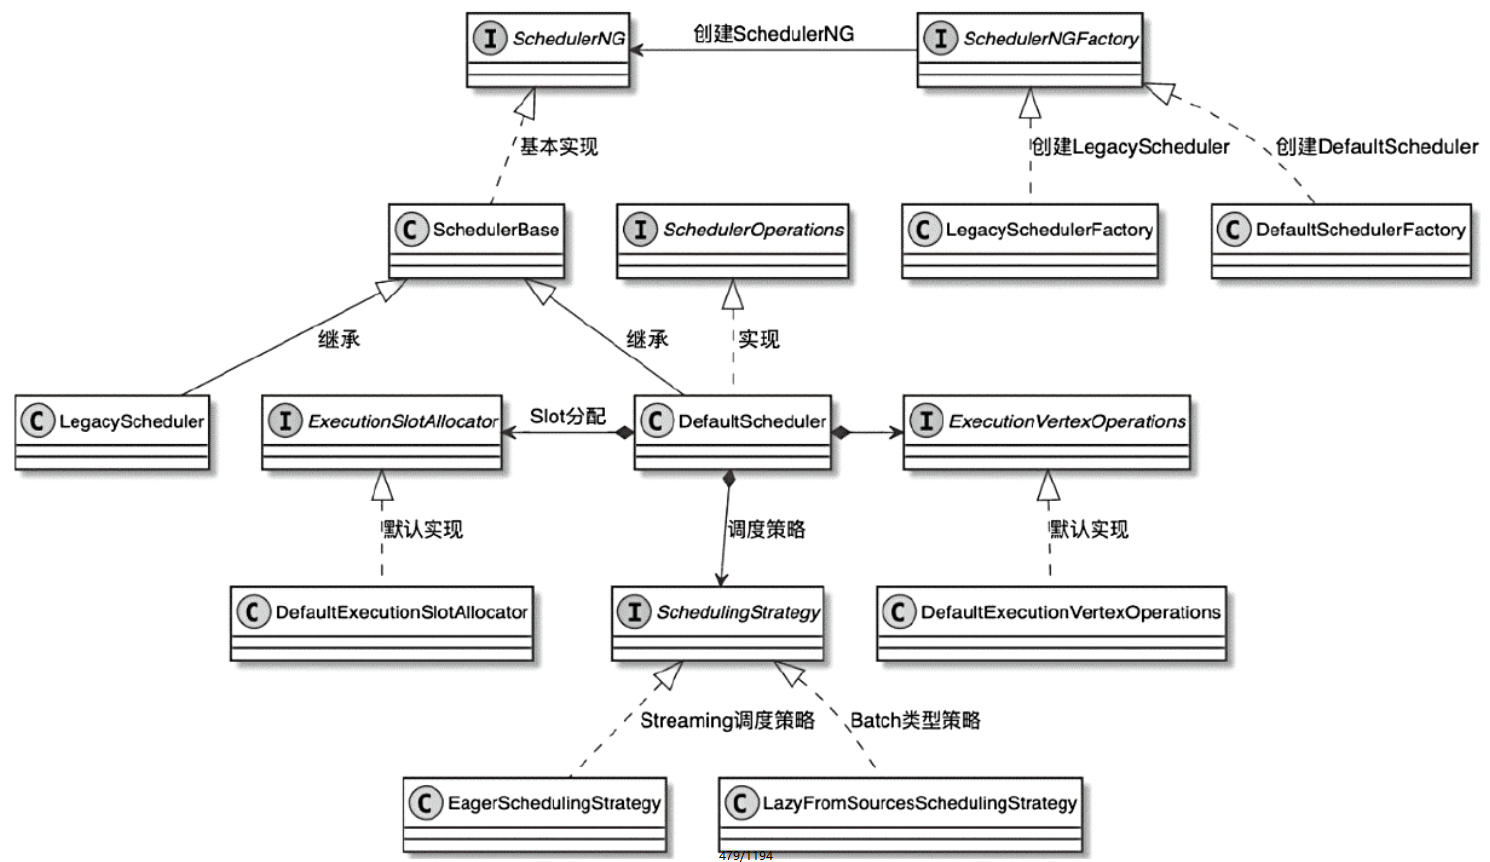 I SchedulerNG
创建SchedulerNG
I SchedulerNGFactory
基本实现
创建LegacyScheduler
创建DefaultScheduler
C SchedulerBase
I SchedulerOperations
C LegacySchedulerFactory
C DefaultSchedulerFactory
继承
继承
实现
C LegacyScheduler
I ExecutionSlotAllocator
Slot分配
C DefaultScheduler
I ExecutionVertexOperations
默认实现
调度策略
默认实现
C DefaultExecutionSlotAllocator
I SchedulingStrategy
C DefaultExecutionVertexOperations
Streaming调度策略
Batch类型策略
C EagerSchedulingStrategy
C LazyFromSourcesSchedulingStrategy
479/1194